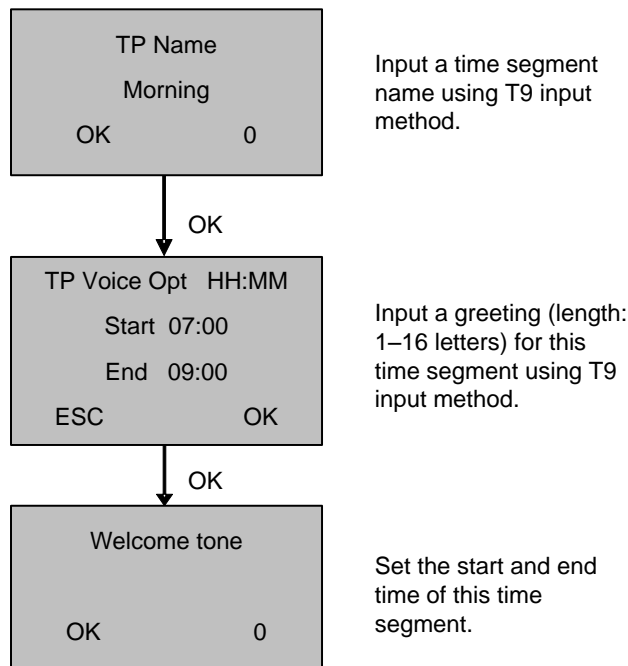 TP Name
Morning
OK 0
Input a time segment
name using T9 input
method.
OK
TP Voice Opt HH:MM
Start 07:00
End 09:00
ESC OK
Input a greeting (length:
1–16 letters) for this
time segment using T9
input method.
OK
Welcome tone
OK 0
Set the start and end
time of this time
segment.